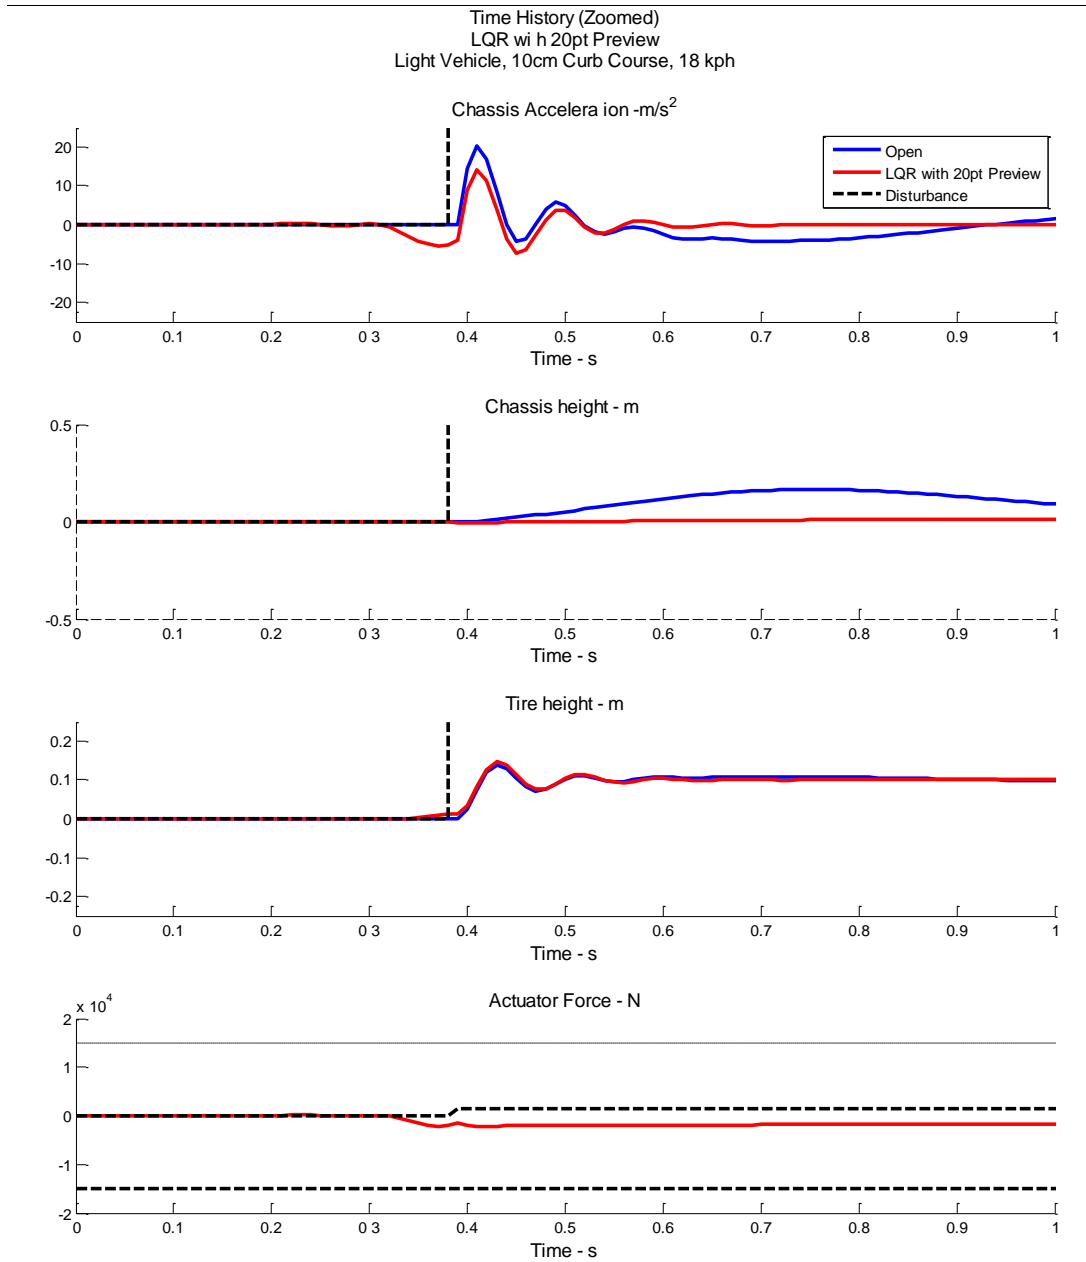 Time History (Zoomed)
LQR wi h 20pt Preview
Light Vehicle, 10cm Curb Course, 18 kph
Chassis Accelera ion -m/s2
20
10
0
-10
-20
Open
LQR with 20pt Preview
Disturbance
0 0.1 0.2 0 3 0.4 0.5 0.6 0.7 0.8 0.9 1
Time - s
Chassis height - m
0.5
0
-0.5
0 0.1 0.2 0 3 0.4 0.5 0.6 0.7 0.8 0.9 1
Time - s
Tire height - m
0.2
0.1
0
-0.1
-0.2
0 0.1 0.2 0 3 0.4 0.5 0.6 0.7 0.8 0.9 1
Time - s
Actuator Force - N
x 10^4
2
1
0
-1
-2
0 0.1 0.2 0 3 0.4 0.5 0.6 0.7 0.8 0.9 1
Time - s